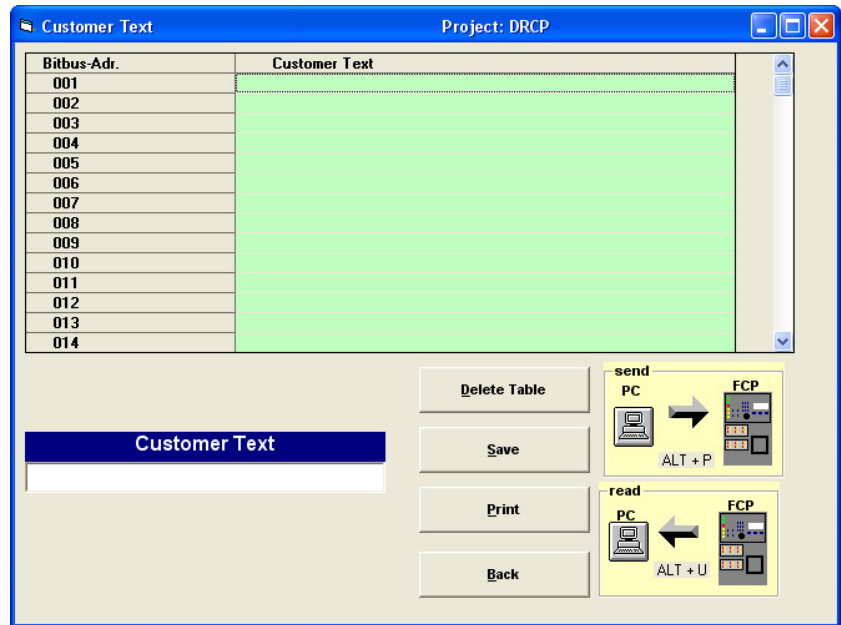 Customer Text Project: DRCP
Bitbus-Adr. Customer Text
001
002
003
004
005
006
007
008
009
010
011
012
013
014
Customer Text
Delete Table
Save
Print
Back
send
PC FCP
ALT + P
read
PC FCP
ALT + U